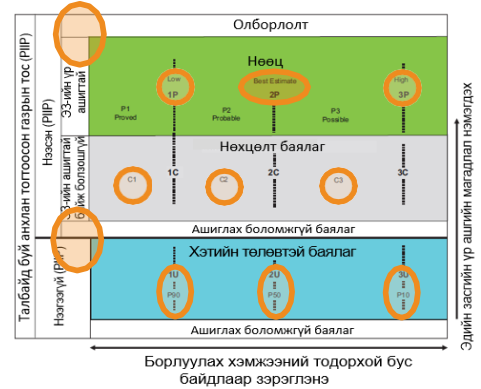 Олборлолт
Нөөц
Low
Best Estimate
High
1P
2P
3P
P1
Proved
P2
Probable
P3
Possible
Нөхцөлт баялаг
1C
2C
3C
C1
C2
C3
Ашиглах боломжгүй баялаг
Хэтийн төлөвтэй баялаг
1U
2U
3U
P90
P50
P10
Ашиглах боломжгүй баялаг
Борлуулах хэмжээний тодорхой бус
байдлаар зэрэглэнэ
Талбайд буй анхлан тогтоосон газрын тос (PIIP)
Нээсэн (PIIP)
ЭЗ-ийн үр
ашигтай
ЭЗ-ийн ашигтай
байж болзошгүй
Нээгээгүй
Эдийн засгийн үр ашгийн магадлал нэмэгдэх